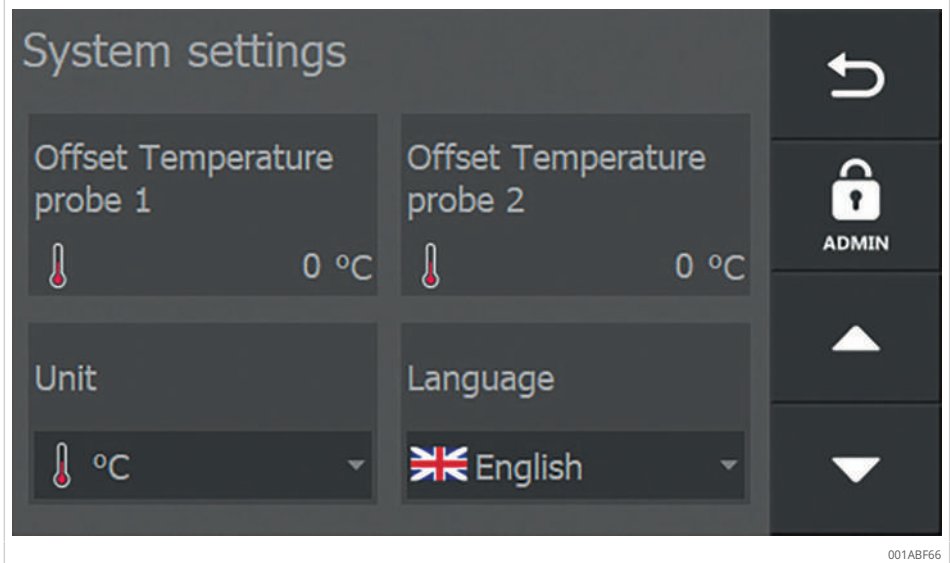 System settings
Offset Temperature
probe 1
0 °C
Offset Temperature
probe 2
0 °C
Unit
°C
Language
English
ADMIN
001ABF66